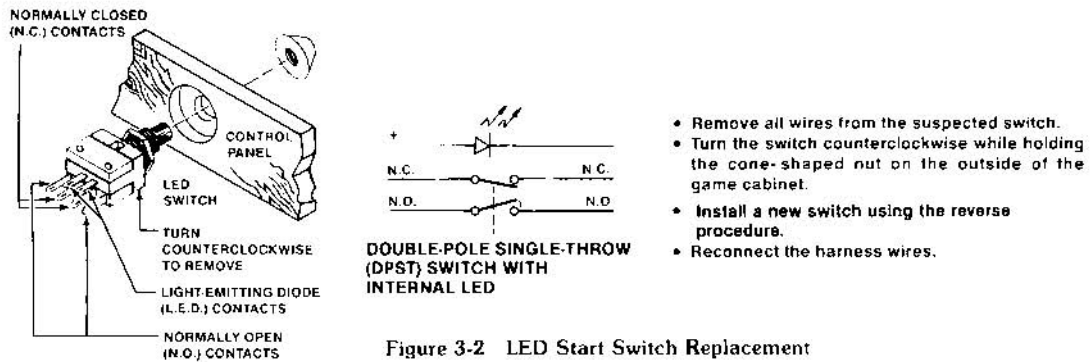 NORMALLY CLOSED
(N.C.) CONTACTS
CONTROL
PANEL
LED
SWITCH
TURN
COUNTERCLOCKWISE
TO REMOVE
LIGHT-EMITTING DIODE
(L.E.D.) CONTACTS
NORMALLY OPEN
(N.O.) CONTACTS
+
N.C. N.C.
N.O. N.O
DOUBLE-POLE SINGLE-THROW
(DPST) SWITCH WITH
INTERNAL LED
• Remove all wires from the suspected switch.
• Turn the switch counterclockwise while holding
the cone-shaped nut on the outside of the
game cabinet.
• Install a new switch using the reverse
procedure.
• Reconnect the harness wires.
Figure 3-2 LED Start Switch Replacement